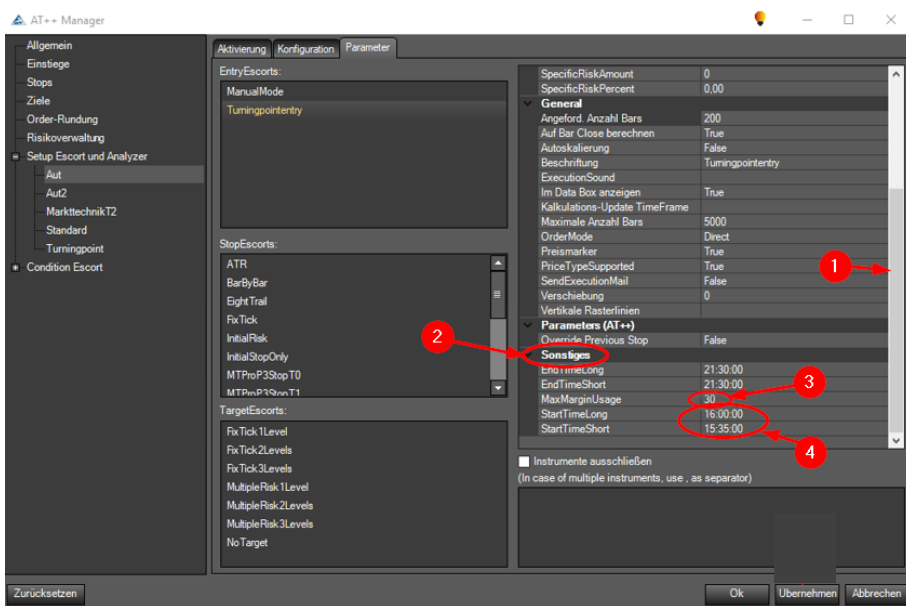 AT++ Manager
Allgemein
Einstiege
Stops
Ziele
Order-Rundung
Risikoverwaltung
Setup Escort und Analyzer
Aut
Aut2
MarkttechnikT2
Standard
Turningpoint
Condition Escort
Aktivierung Konfiguration Parameter
EntryEscorts:
ManualMode
Turningpointentry
StopEscorts:
ATR
BarByBar
EightTrail
FixTick
InitialRisk
InitialStopOnly
MTProP3StopT0
MTProP3StopT1
TargetEscorts:
FixTick1Level
FixTick2Levels
FixTick3Levels
MultipleRisk1Level
MultipleRisk2Levels
MultipleRisk3Levels
NoTarget
SpecificRiskAmount 0
SpecificRiskPercent 0,00
General
Angeford. Anzahl Bars 200
Auf Bar Close berechnen True
Autoskalierung False
Beschriftung Turningpointentry
ExecutionSound
Im Data Box anzeigen True
Kalkulations-Update TimeFrame
Maximale Anzahl Bars 5000
OrderMode Direct
Preismarker True
PriceTypeSupported True
SendExecutionMail False
Verschiebung 0
Vertikale Rasterlinien
Parameters (AT++)
Override Previous Stop False
Sonstiges
EndTimeLong 21:30:00
EndTimeShort 21:30:00
MaxMarginUsage 30
StartTimeLong 16:00:00
StartTimeShort 15:35:00
1
2
3
4
Instrumente ausschließen
(In case of multiple instruments, use , as separator)
Zurücksetzen
Ok Übernehmen Abbrechen